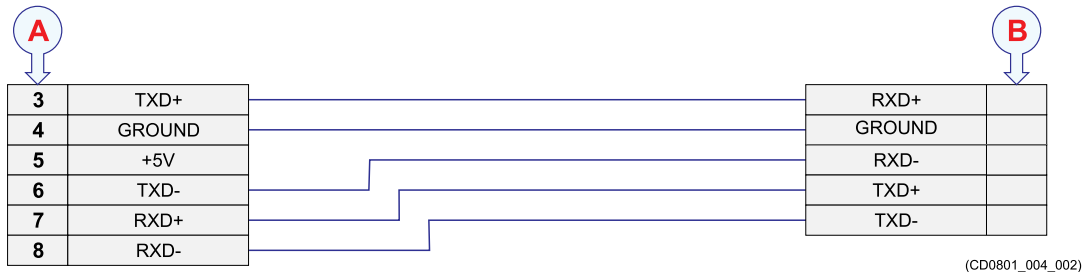 A B
3 TXD+ RXD+
4 GROUND GROUND
5 +5V RXD-
6 TXD- TXD+
7 RXD+ TXD-
8 RXD-
(CD0801_004_002)